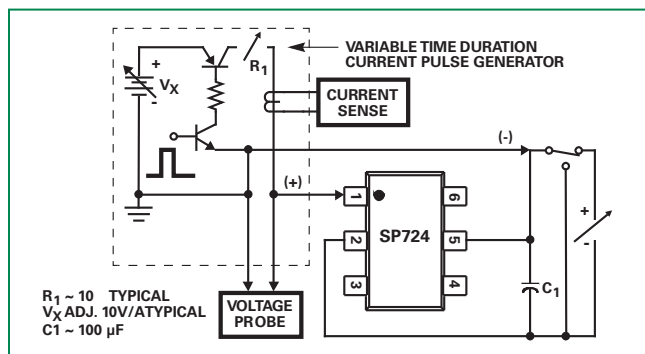 VARIABLE TIME DURATION
CURRENT PULSE GENERATOR
+
VX
-
R1
CURRENT
SENSE
(-)
(+)
1
2
3
SP724
6
5
4
+
-
C1
VOLTAGE
PROBE
R1 ~ 10 TYPICAL
VX ADJ. 10V/ATYPICAL
C1 ~ 100 µF